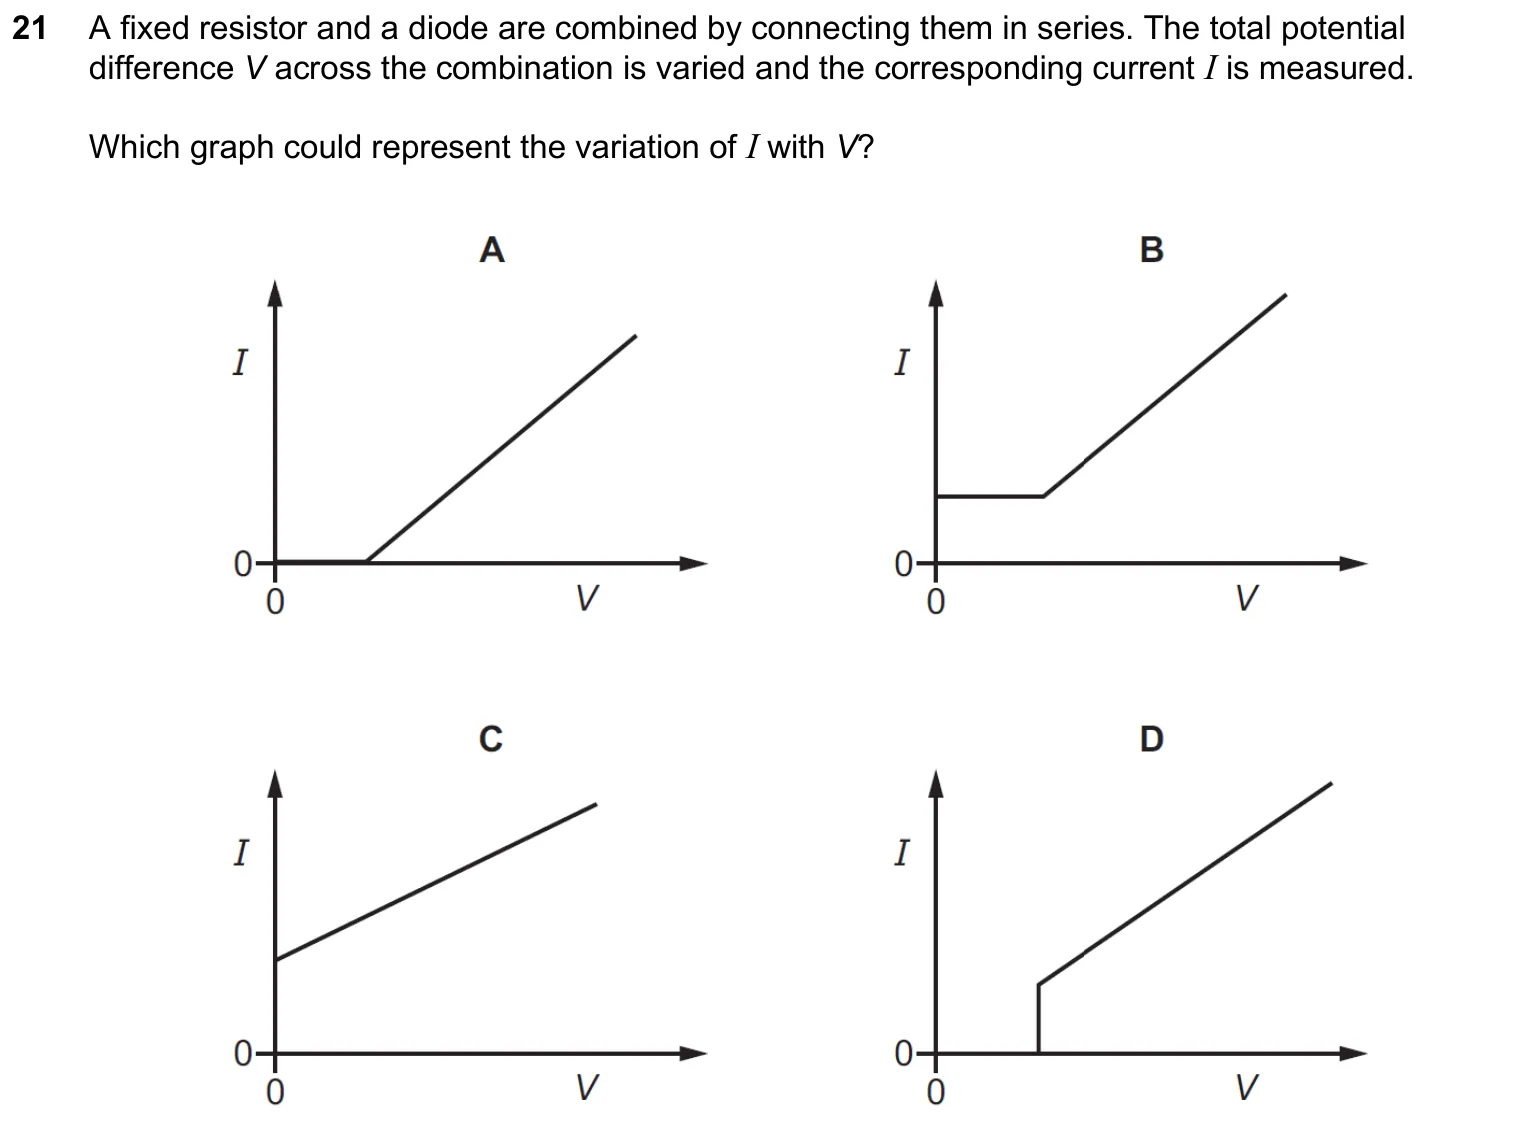 21 A fixed resistor and a diode are combined by connecting them in series. The total potential
difference V across the combination is varied and the corresponding current I is measured.
Which graph could represent the variation of I with V?
A
I
0
0
V
B
I
0
0
V
C
I
0
0
V
D
I
0
0
V